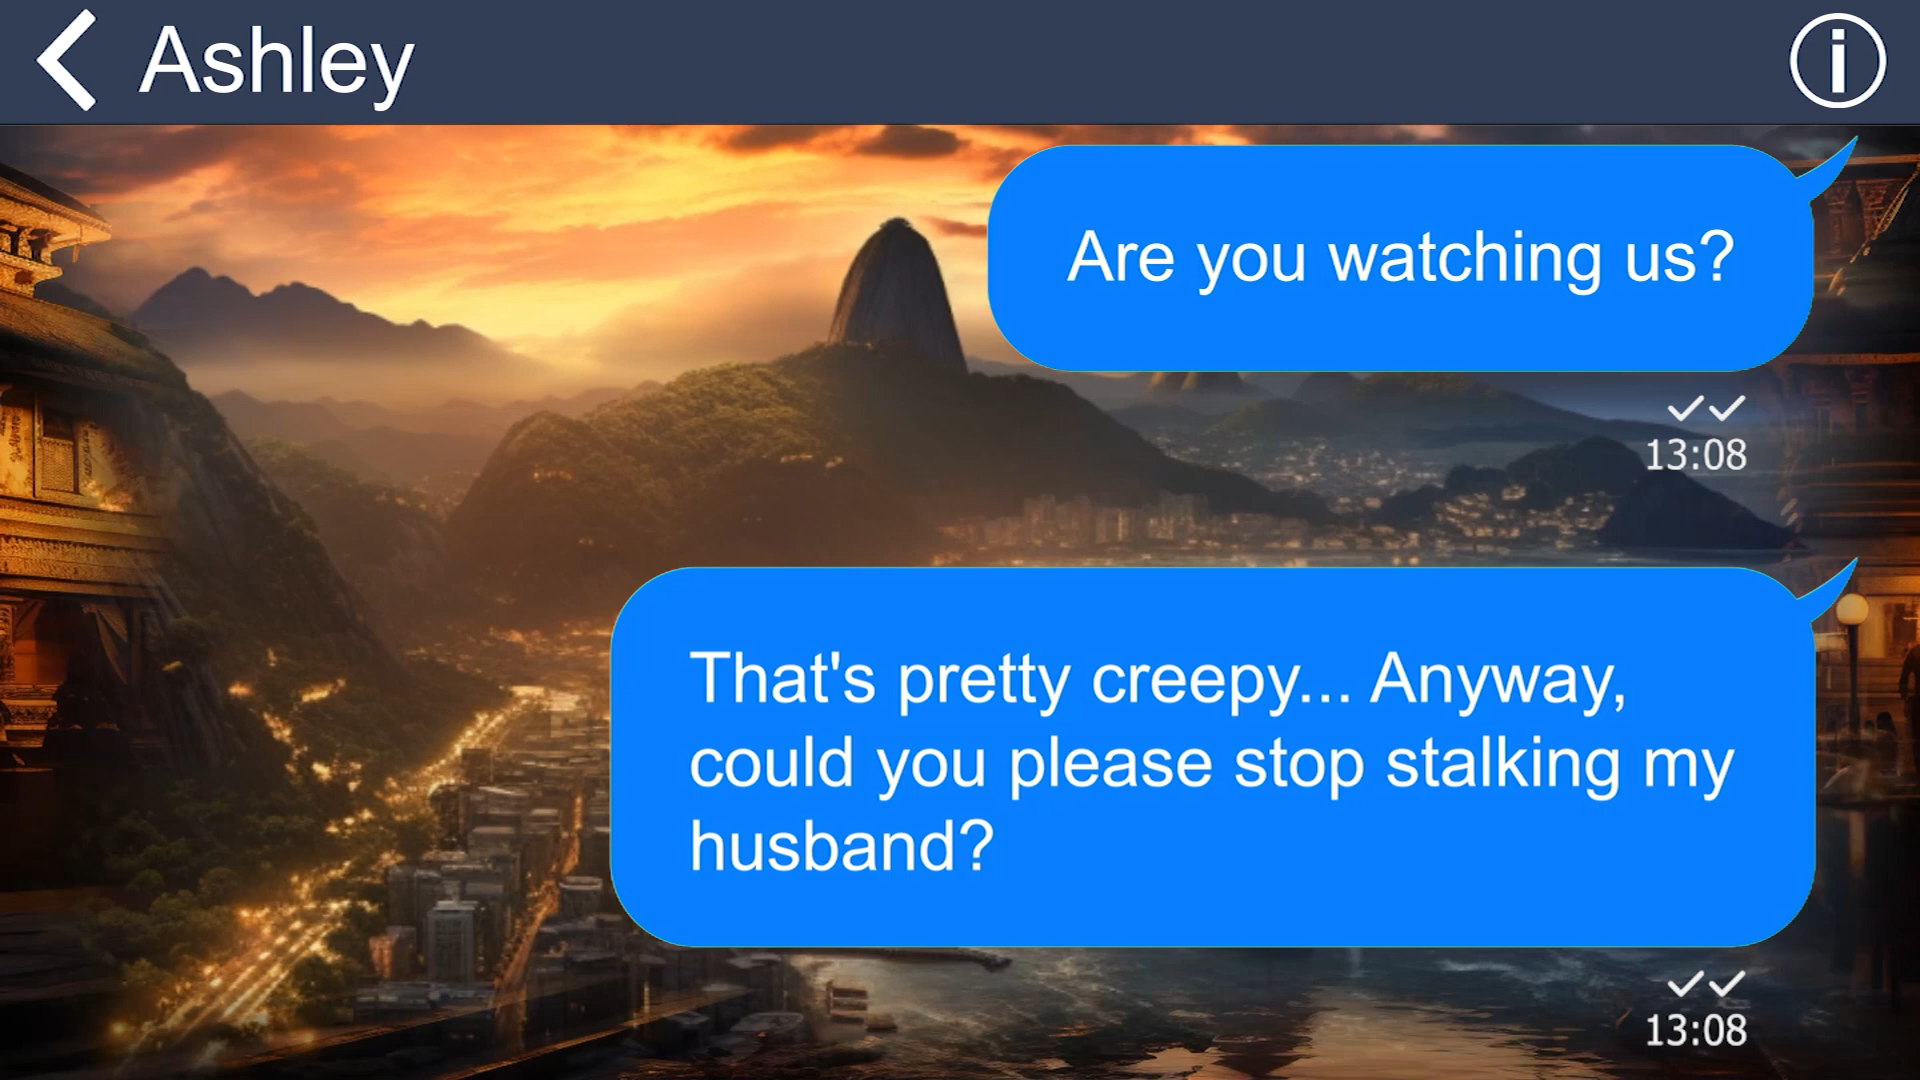 Ashley
Are you watching us?
13:08
That's pretty creepy... Anyway,
could you please stop stalking my
husband?
13:08